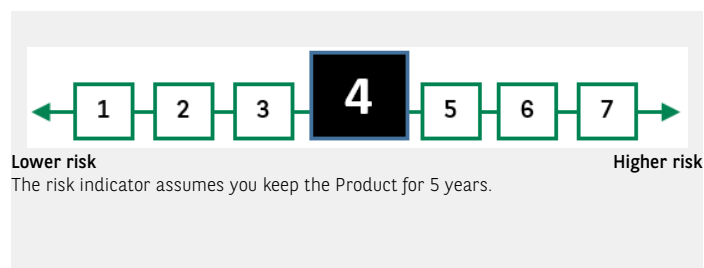 1 2 3 4 5 6 7
Lower risk Higher risk
The risk indicator assumes you keep the Product for 5 years.